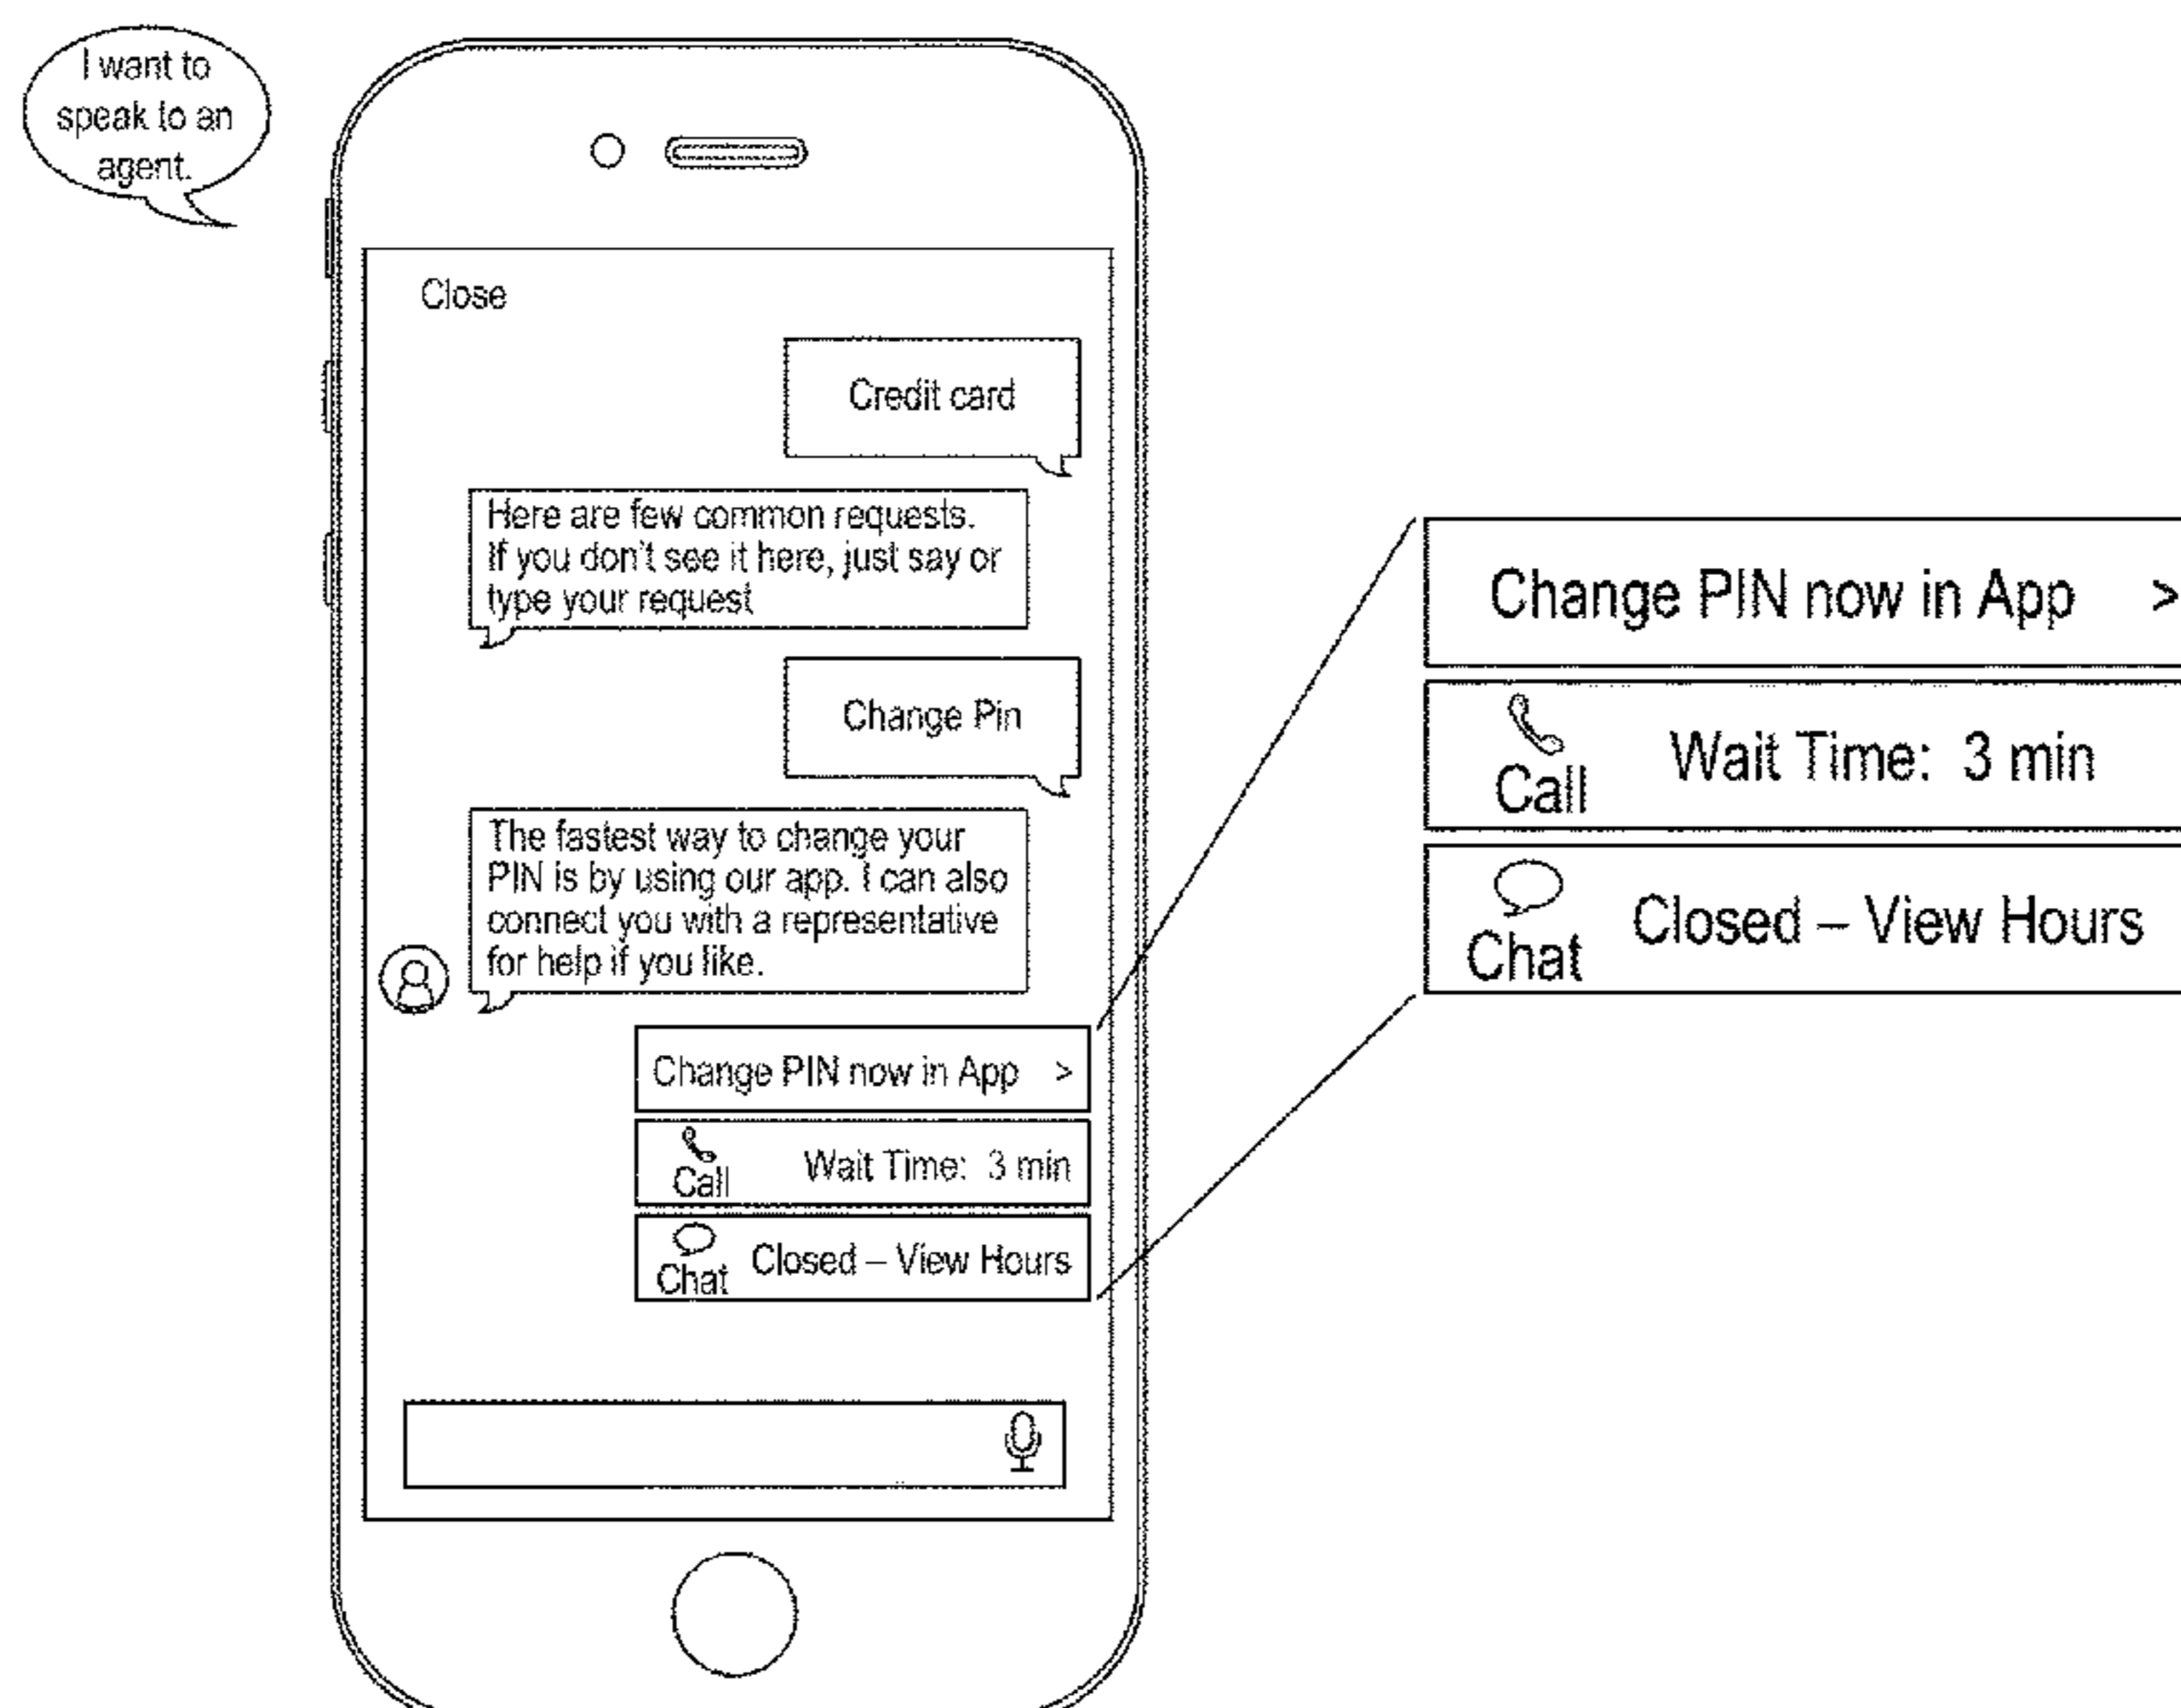 I want to
speak to an
agent.
Close
Credit card
Here are few common requests.
If you don't see it here, just say or
type your request
Change Pin
The fastest way to change your
PIN is by using our app. I can also
connect you with a representative
for help if you like.
Change PIN now in App >
Call Wait Time: 3 min
Chat Closed – View Hours
Change PIN now in App >
Call Wait Time: 3 min
Chat Closed – View Hours